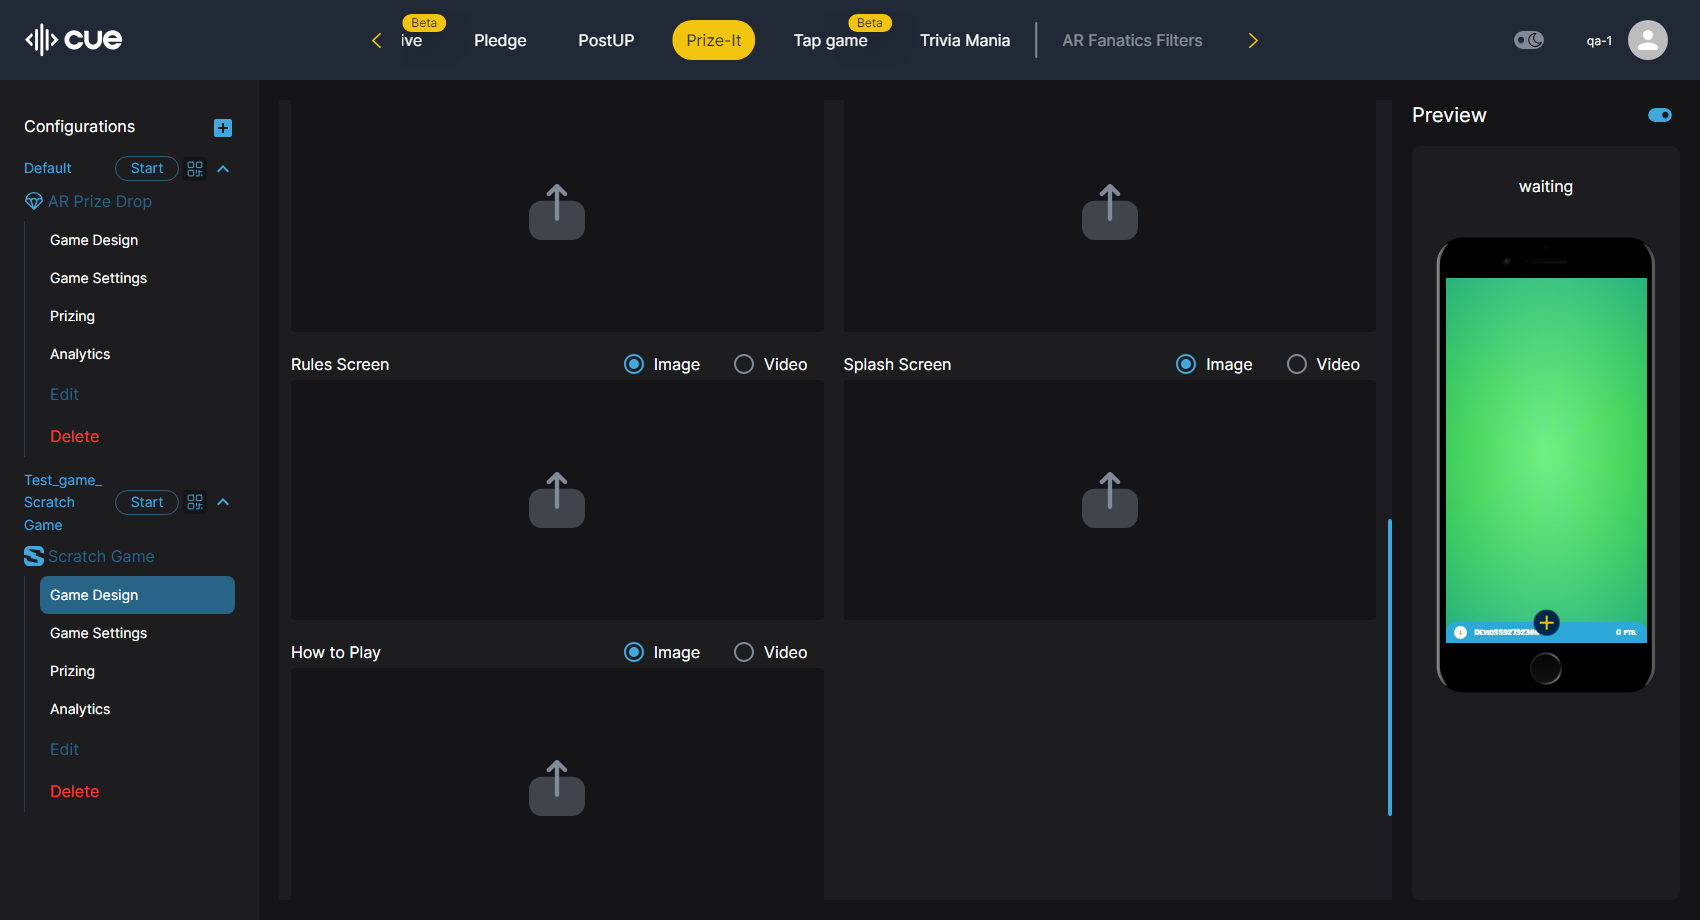 cue
ive
Beta
Pledge
PostUP
Prize-It
Tap game
Beta
Trivia Mania
AR Fanatics Filters
qa-1
Configurations
Default
Start
AR Prize Drop
Game Design
Game Settings
Prizing
Analytics
Edit
Delete
Test_game_
Scratch
Game
Start
Scratch Game
Game Design
Game Settings
Prizing
Analytics
Edit
Delete
Rules Screen
Image
Video
Splash Screen
Image
Video
How to Play
Image
Video
Preview
waiting
0 PTS.